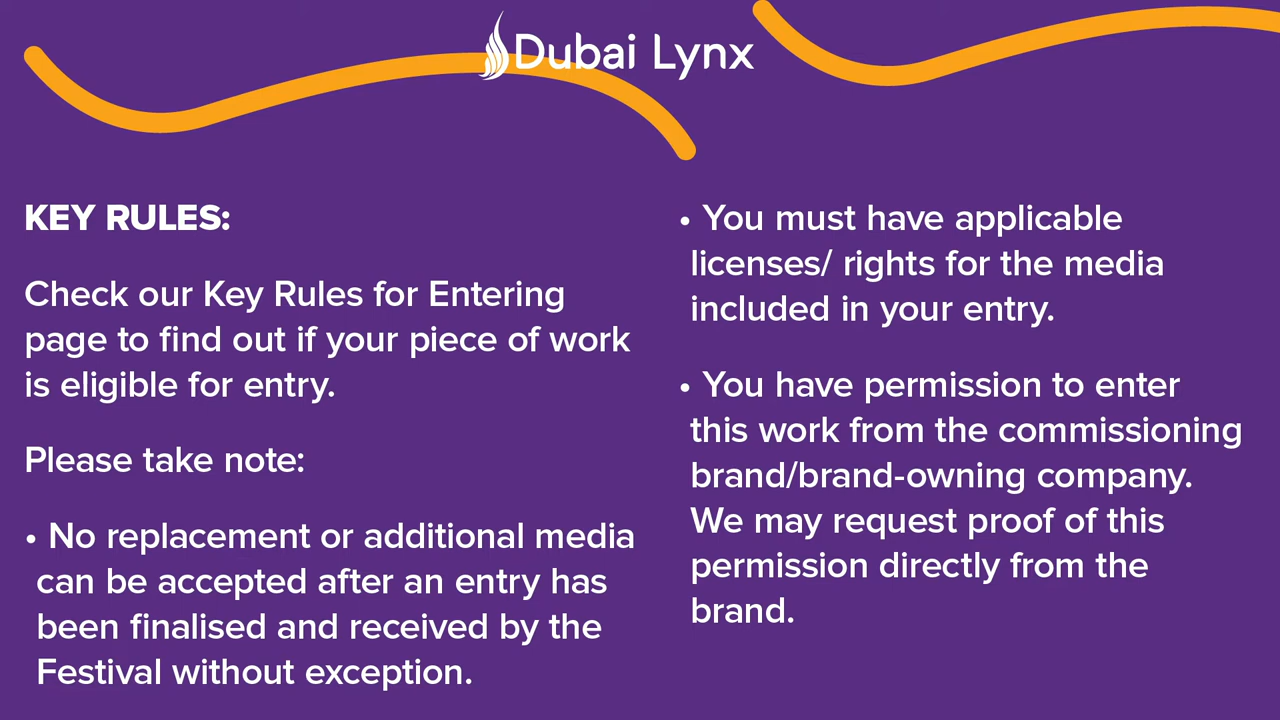 Dubai Lynx
KEY RULES:
Check our Key Rules for Entering
page to find out if your piece of work
is eligible for entry.
Please take note:
• No replacement or additional media
can be accepted after an entry has
been finalised and received by the
Festival without exception.
• You must have applicable
licenses/ rights for the media
included in your entry.
• You have permission to enter
this work from the commissioning
brand/brand-owning company.
We may request proof of this
permission directly from the
brand.